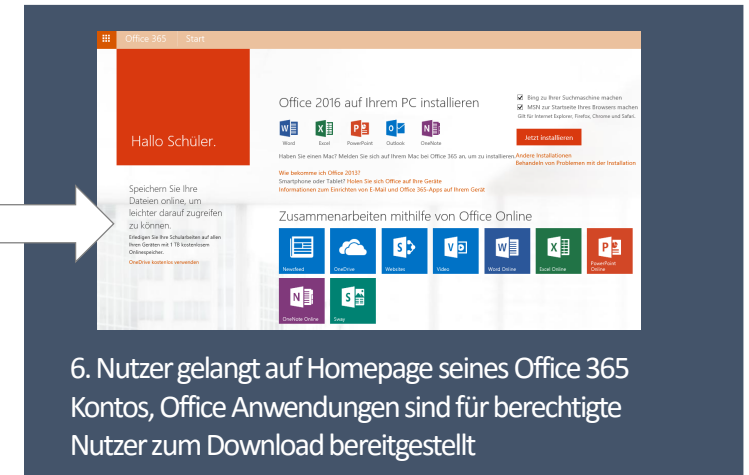 Office 365 Start
Hallo Schüler.
Speichern Sie Ihre
Dateien online, um
leichter darauf zugreifen
zu können.
Erledigen Sie Ihre Schularbeiten auf allen
Ihren Geräten mit 1 TB kostenlosem
Onlinespeicher.
OneDrive kostenlos verwenden
Office 2016 auf Ihrem PC installieren
Word Excel PowerPoint Outlook OneNote
Haben Sie einen Mac? Melden Sie sich auf Ihrem Mac bei Office 365 an, um zu installieren.
Wie bekomme ich Office 2013?
Smartphone oder Tablet? Holen Sie sich Office auf Ihre Geräte
Informationen zum Einrichten von E-Mail und Office 365-Apps auf Ihrem Gerät
Bing zu Ihrer Suchmaschine machen
MSN zur Startseite Ihres Browsers machen
Gilt für Internet Explorer, Firefox, Chrome und Safari.
Jetzt installieren
Andere Installationen
Behandeln von Problemen mit der Installation
Zusammenarbeiten mithilfe von Office Online
Newsfeed OneDrive Websites Video Word Online Excel Online PowerPoint
Online
OneNote Online Sway
6. Nutzer gelangt auf Homepage seines Office 365
Kontos, Office Anwendungen sind für berechtigte
Nutzer zum Download bereitgestellt